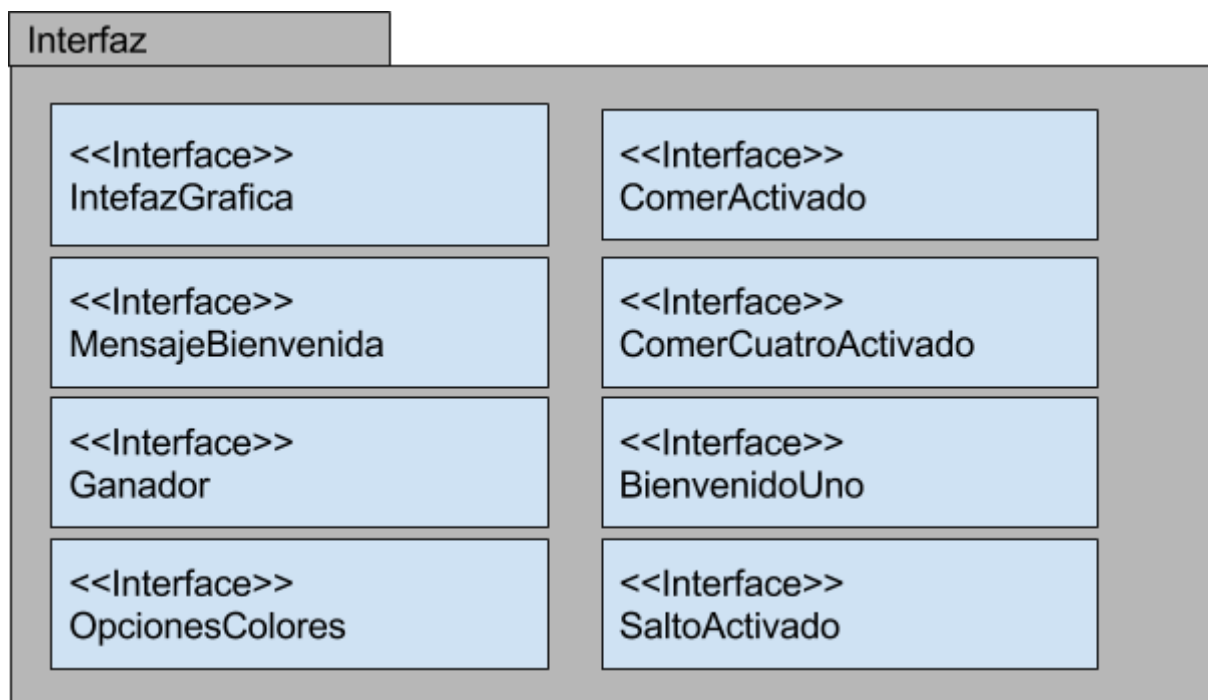 Interfaz
<<Interface>>
IntefazGrafica
<<Interface>>
ComerActivado
<<Interface>>
MensajeBienvenida
<<Interface>>
ComerCuatroActivado
<<Interface>>
Ganador
<<Interface>>
BienvenidoUno
<<Interface>>
OpcionesColores
<<Interface>>
SaltoActivado